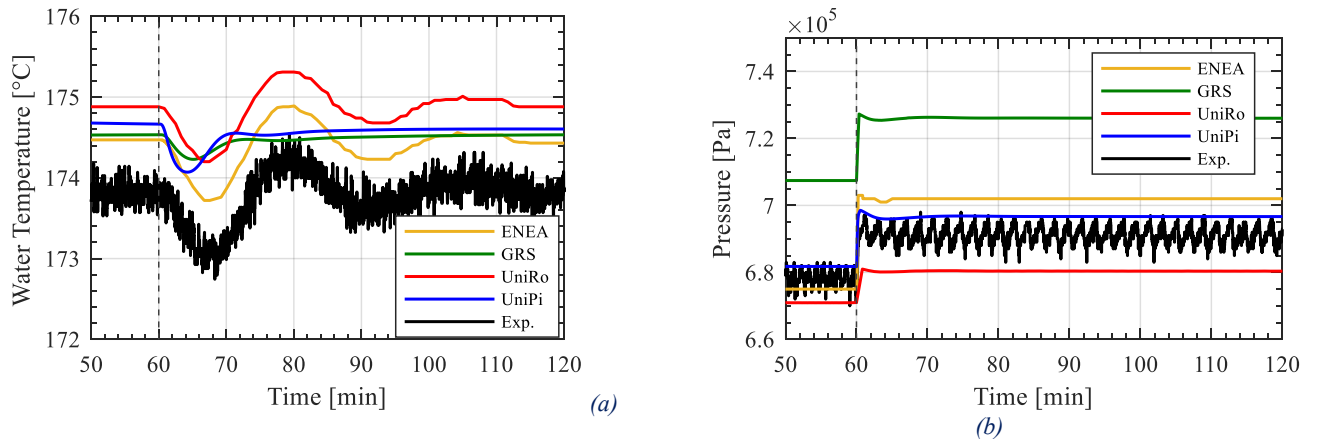 176
175
174
173
172
Water Temperature [°C]
50 60 70 80 90 100 110 120
Time [min]
ENEA
GRS
UniRo
UniPi
Exp.
(a)
×10⁵
7.4
7.2
7
6.8
6.6
Pressure [Pa]
50 60 70 80 90 100 110 120
Time [min]
ENEA
GRS
UniRo
UniPi
Exp.
(b)